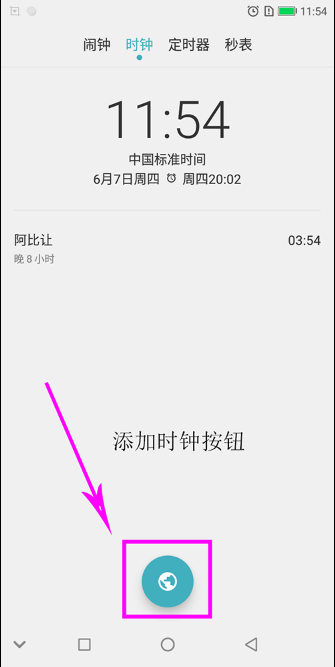 11:54
闹钟 时钟 定时器 秒表
11:54
中国标准时间
6月7日周四 周四20:02
阿比让 03:54
晚 8 小时
添加时钟按钮